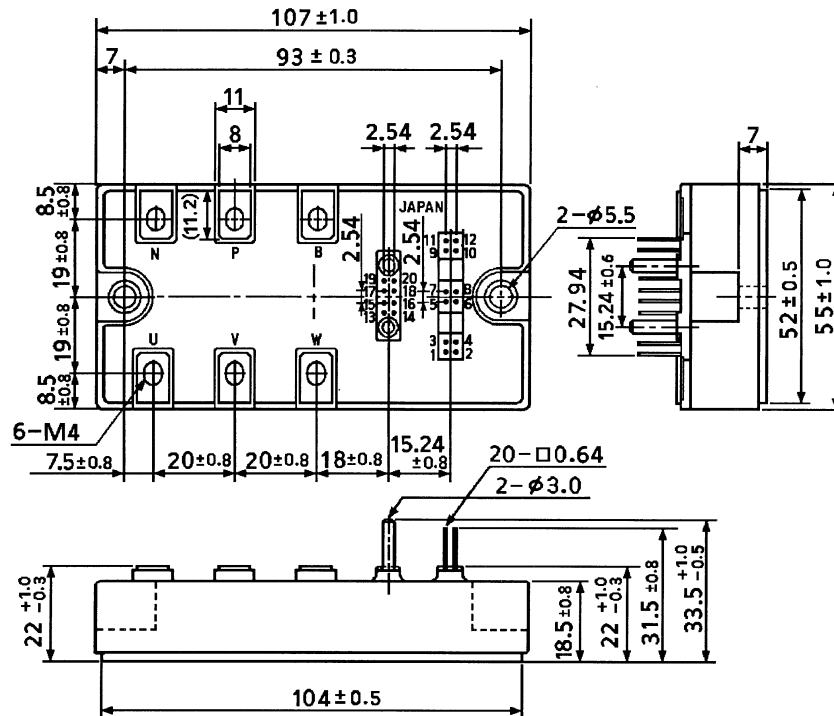 107±1.0
7
93±0.3
11
8
2.54
2.54
7
8.5±0.8
19±0.8
19±0.8
8.5±0.8
(11.2)
N
P
B
JAPAN
2.54
2.54
11 12
9 10
19 20
17 18
15 16
13 14
7 8
5 6
3 4
1 2
U
V
W
2-φ5.5
27.94
15.24±0.6
52±0.5
55±1.0
6-M4
7.5±0.8
20±0.8
20±0.8
18±0.8
15.24±0.8
20-□0.64
2-φ3.0
22 +1.0 -0.3
18.5±0.8
22 +1.0 -0.3
31.5±0.8
33.5 +1.0 -0.5
104±0.5